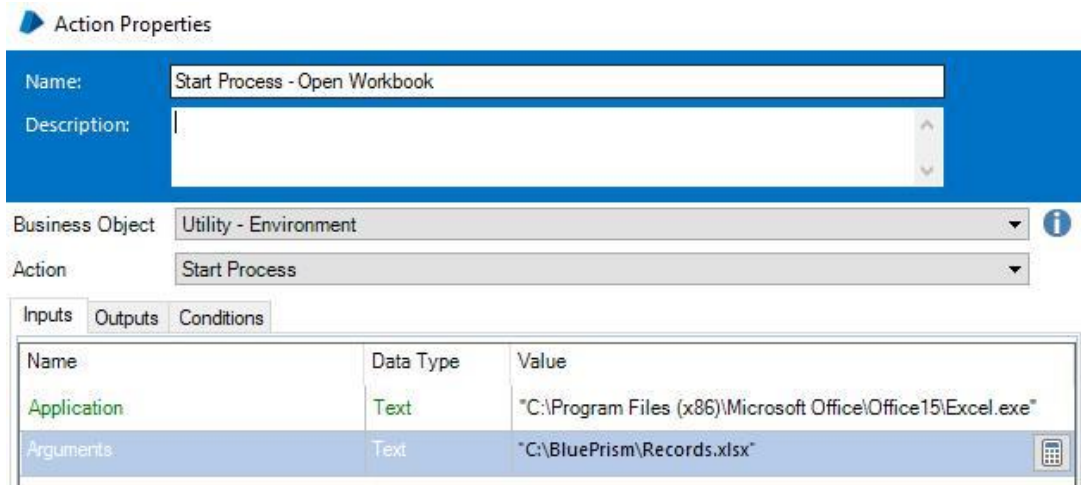 Action Properties
Name: Start Process - Open Workbook
Description:
Business Object Utility - Environment
Action Start Process
Inputs Outputs Conditions
Name Data Type Value
Application Text "C:\Program Files (x86)\Microsoft Office\Office15\Excel.exe"
Arguments Text "C:\BluePrism\Records.xlsx"